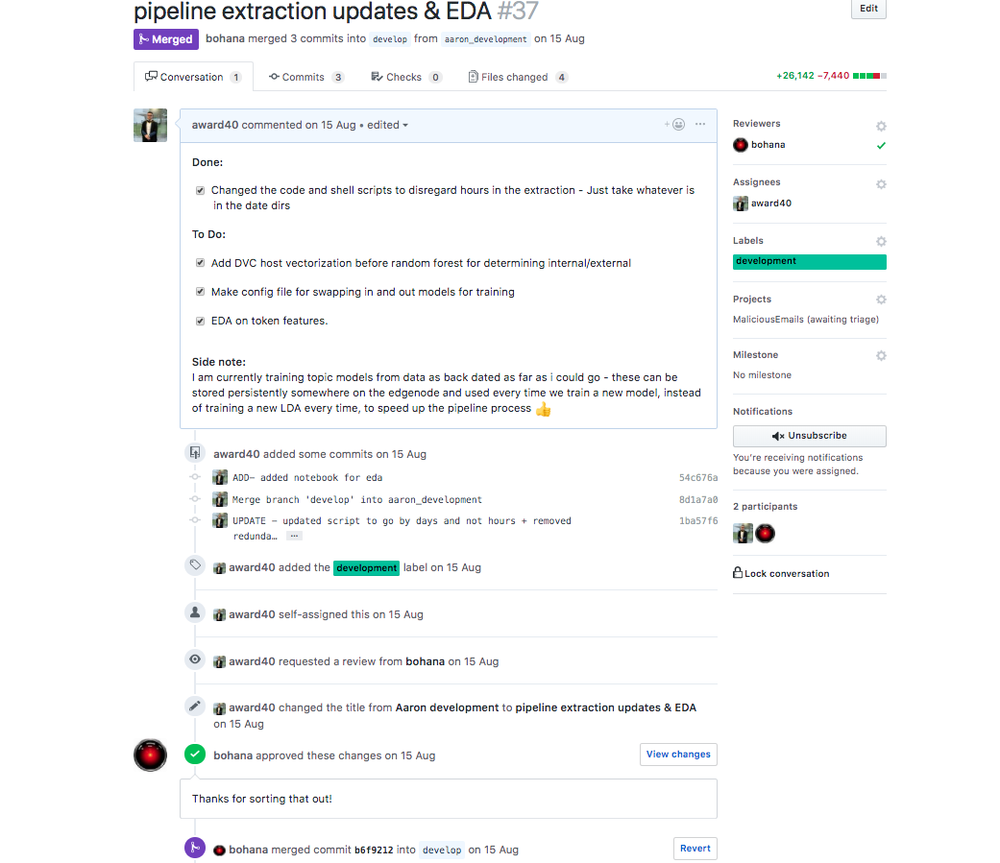 pipeline extraction updates & EDA #37
Edit
Merged bohana merged 3 commits into develop from aaron_development on 15 Aug
Conversation 1 Commits 3 Checks 0 Files changed 4
+26,142 −7,440
award40 commented on 15 Aug • edited
Done:
Changed the code and shell scripts to disregard hours in the extraction - Just take whatever is
in the date dirs
To Do:
Add DVC host vectorization before random forest for determining internal/external
Make config file for swapping in and out models for training
EDA on token features.
Side note:
I am currently training topic models from data as back dated as far as i could go - these can be
stored persistently somewhere on the edgenode and used every time we train a new model, instead
of training a new LDA every time, to speed up the pipeline process 👍
award40 added some commits on 15 Aug
ADD— added notebook for eda 54c676a
Merge branch 'develop' into aaron_development 8d1a7a0
UPDATE — updated script to go by days and not hours + removed 1ba57f6
redunda… …
award40 added the development label on 15 Aug
award40 self-assigned this on 15 Aug
award40 requested a review from bohana on 15 Aug
award40 changed the title from Aaron development to pipeline extraction updates & EDA
on 15 Aug
bohana approved these changes on 15 Aug
View changes
Thanks for sorting that out!
bohana merged commit b6f9212 into develop on 15 Aug
Revert
Reviewers
bohana
Assignees
award40
Labels
development
Projects
MaliciousEmails (awaiting triage)
Milestone
No milestone
Notifications
Unsubscribe
You're receiving notifications
because you were assigned.
2 participants
Lock conversation